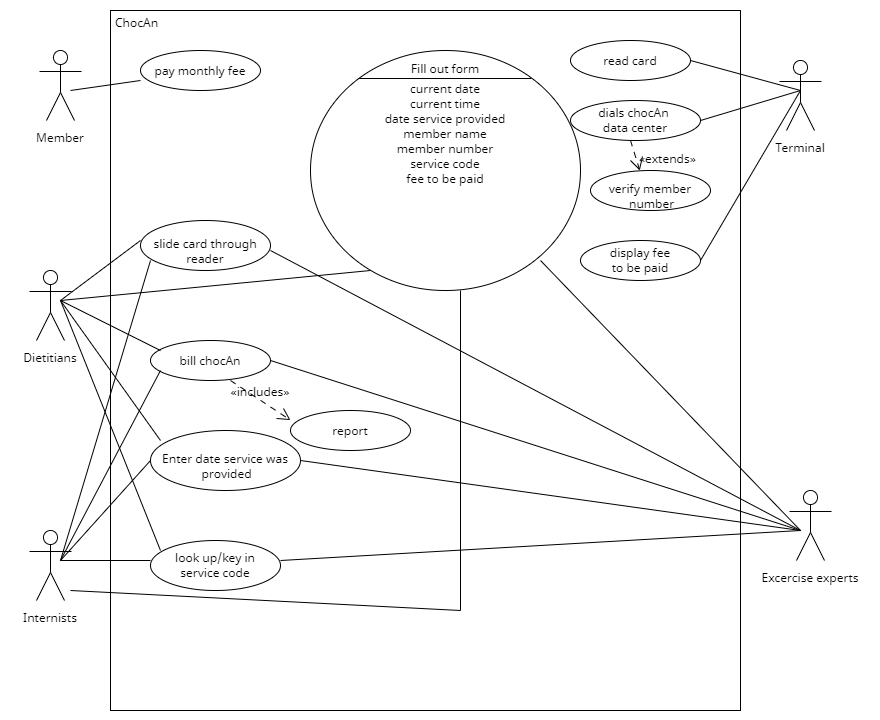 ChocAn
pay monthly fee
Member
Fill out form
current date
current time
date service provided
member name
member number
service code
fee to be paid
read card
dials chocAn
data center
«extends»
verify member
number
display fee
to be paid
Terminal
slide card through
reader
Dietitians
bill chocAn
«includes»
report
Enter date service was
provided
look up/key in
service code
Internists
Excercise experts